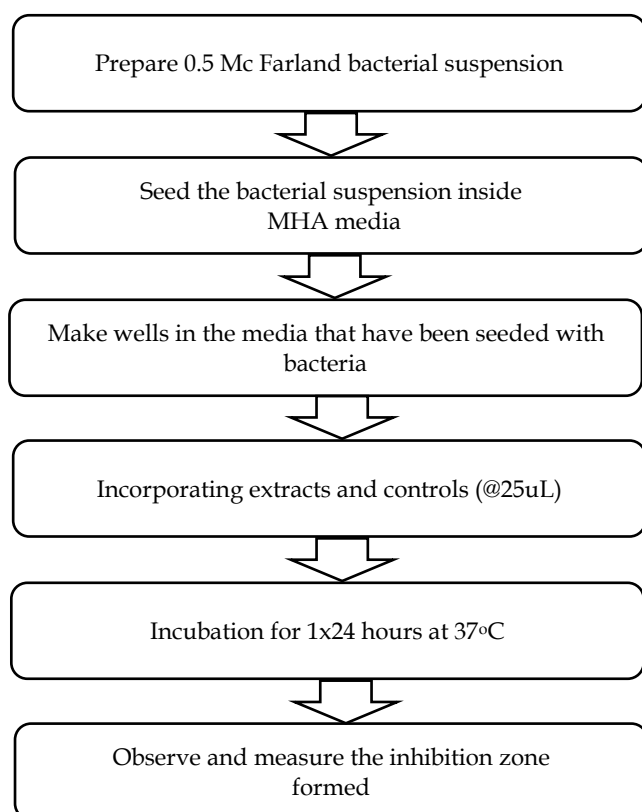 Prepare 0.5 Mc Farland bacterial suspension
Seed the bacterial suspension inside
MHA media
Make wells in the media that have been seeded with
bacteria
Incorporating extracts and controls (@25uL)
Incubation for 1x24 hours at 37ᵒC
Observe and measure the inhibition zone
formed